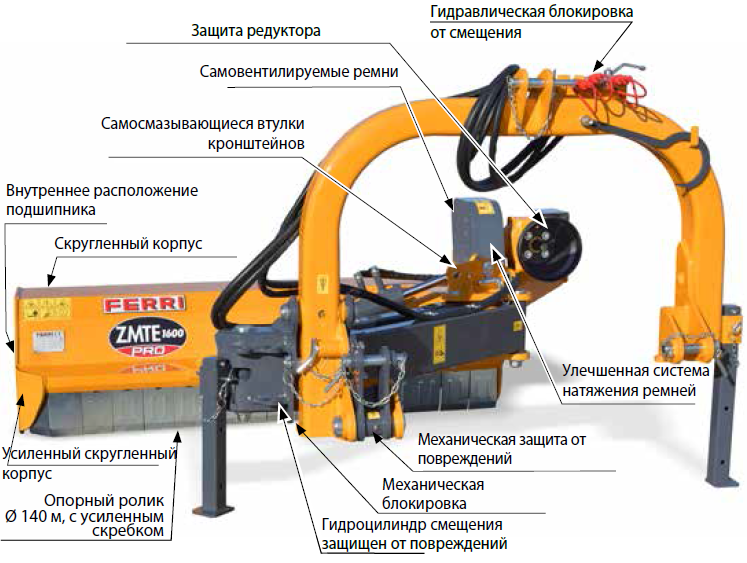 Защита редуктора
Гидравлическая блокировка
от смещения
Самовентилируемые ремни
Самосмазывающиеся втулки
кронштейнов
Внутреннее расположение
подшипника
Скругленный корпус
FERRI
ZMTE 1600
PRO
Улечшенная система
натяжения ремней
Механическая защита от
повреждений
Усиленный скругленный
корпус
Механическая
блокировка
Опорный ролик
Ø 140 м, с усиленным
скребком
Гидроцилиндр смещения
защищен от повреждений